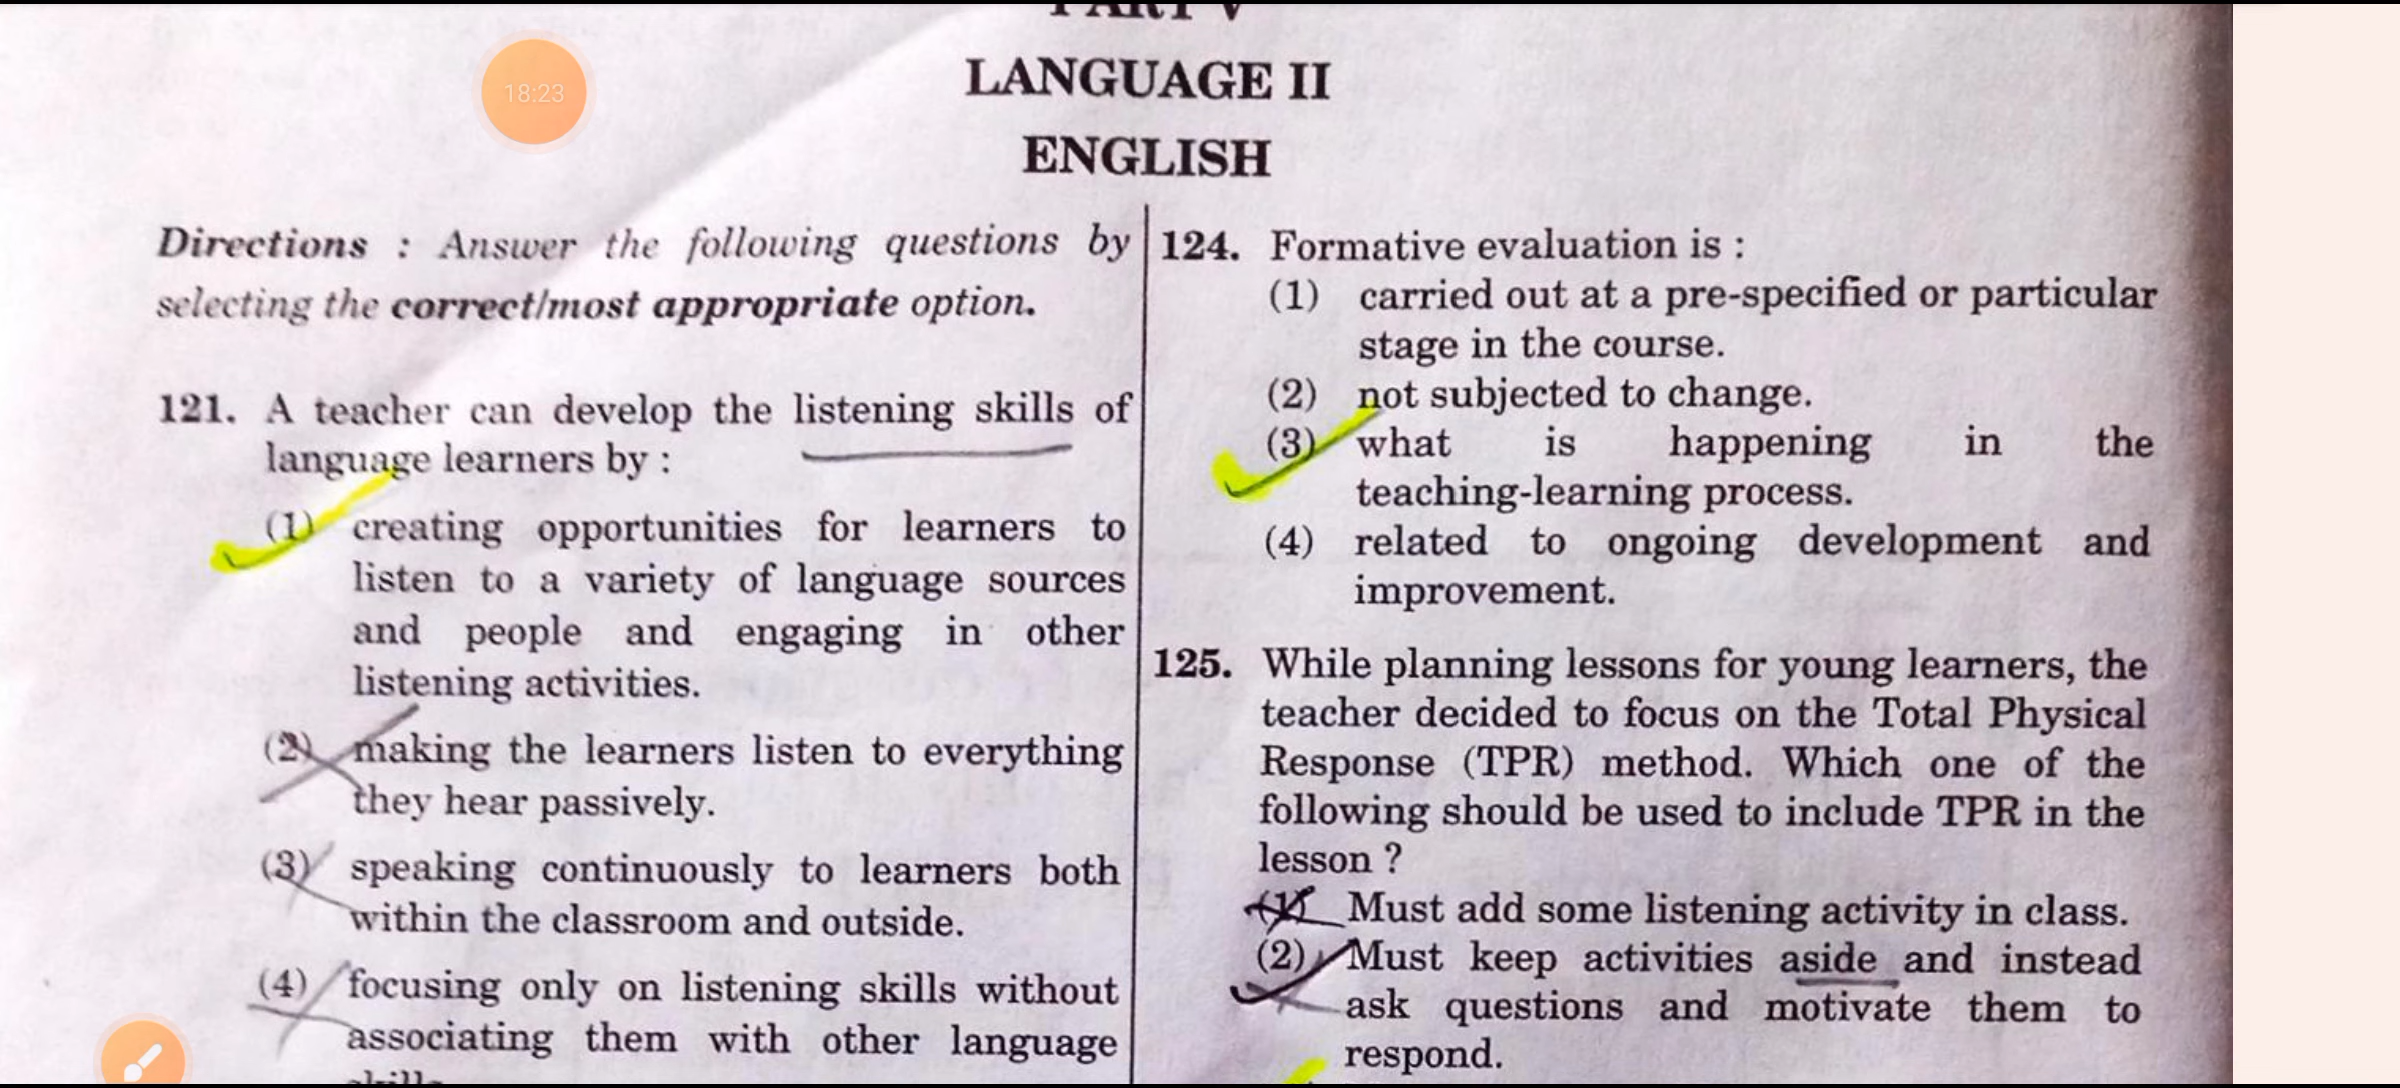 PART V
LANGUAGE II
ENGLISH
18:23
Directions : Answer the following questions by
selecting the correct/most appropriate option.
121. A teacher can develop the listening skills of
language learners by :
(1) creating opportunities for learners to
listen to a variety of language sources
and people and engaging in other
listening activities.
(2) making the learners listen to everything
they hear passively.
(3) speaking continuously to learners both
within the classroom and outside.
(4) focusing only on listening skills without
associating them with other language
skills
124. Formative evaluation is :
(1) carried out at a pre-specified or particular
stage in the course.
(2) not subjected to change.
(3) what is happening in the
teaching-learning process.
(4) related to ongoing development and
improvement.
125. While planning lessons for young learners, the
teacher decided to focus on the Total Physical
Response (TPR) method. Which one of the
following should be used to include TPR in the
lesson ?
(1) Must add some listening activity in class.
(2) Must keep activities aside and instead
ask questions and motivate them to
respond.